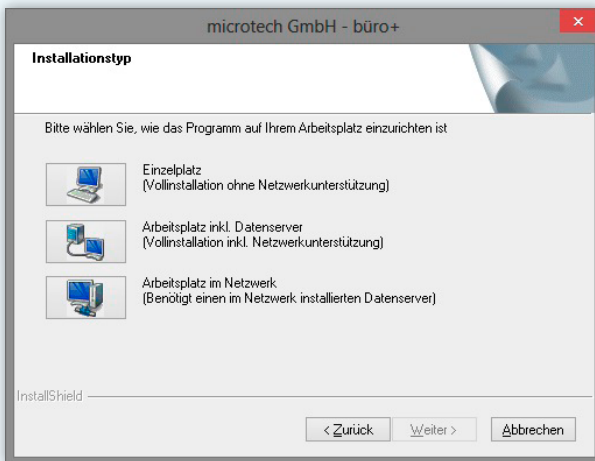 microtech GmbH - büro+
Installationstyp
Bitte wählen Sie, wie das Programm auf Ihrem Arbeitsplatz einzurichten ist
Einzelplatz
(Vollinstallation ohne Netzwerkunterstützung)
Arbeitsplatz inkl. Datenserver
(Vollinstallation inkl. Netzwerkunterstützung)
Arbeitsplatz im Netzwerk
(Benötigt einen im Netzwerk installierten Datenserver)
InstallShield
< Zurück Weiter > Abbrechen